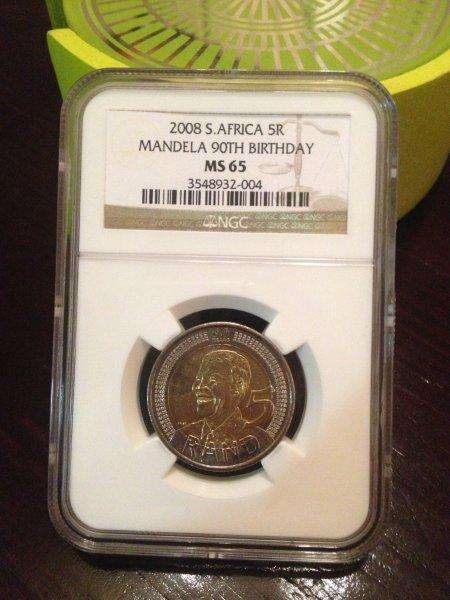 2008 S.AFRICA 5R
MANDELA 90TH BIRTHDAY
MS 65
3548932-004
NGC
5
RAND